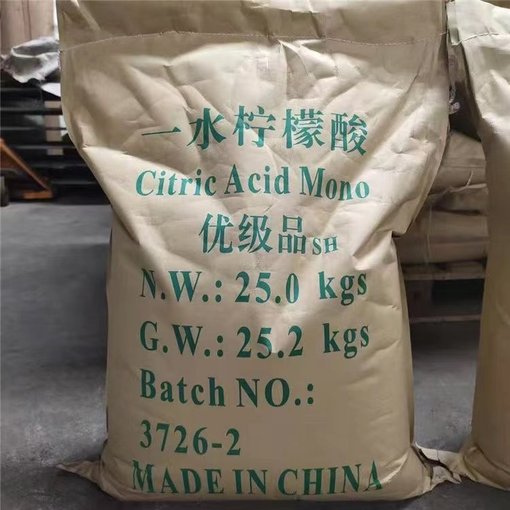 一水柠檬酸
Citric Acid Mono
优级品SH
N.W.: 25.0 kgs
G.W.: 25.2 kgs
Batch NO.:
3726-2
MADE IN CHINA